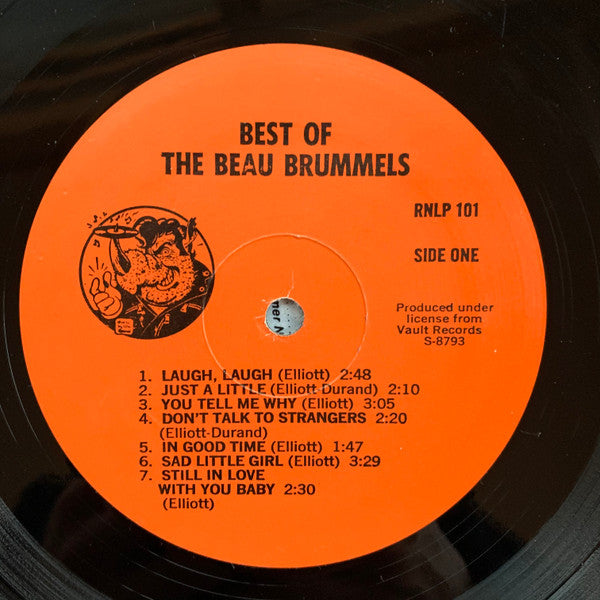 BEST OF
THE BEAU BRUMMELS
RNLP 101
SIDE ONE
Produced under
license from
Vault Records
S-8793
1. LAUGH, LAUGH (Elliott) 2:48
2. JUST A LITTLE (Elliott-Durand) 2:10
3. YOU TELL ME WHY (Elliott) 3:05
4. DON'T TALK TO STRANGERS 2:20
(Elliott-Durand)
5. IN GOOD TIME (Elliott) 1:47
6. SAD LITTLE GIRL (Elliott) 3:29
7. STILL IN LOVE
WITH YOU BABY 2:30
(Elliott)